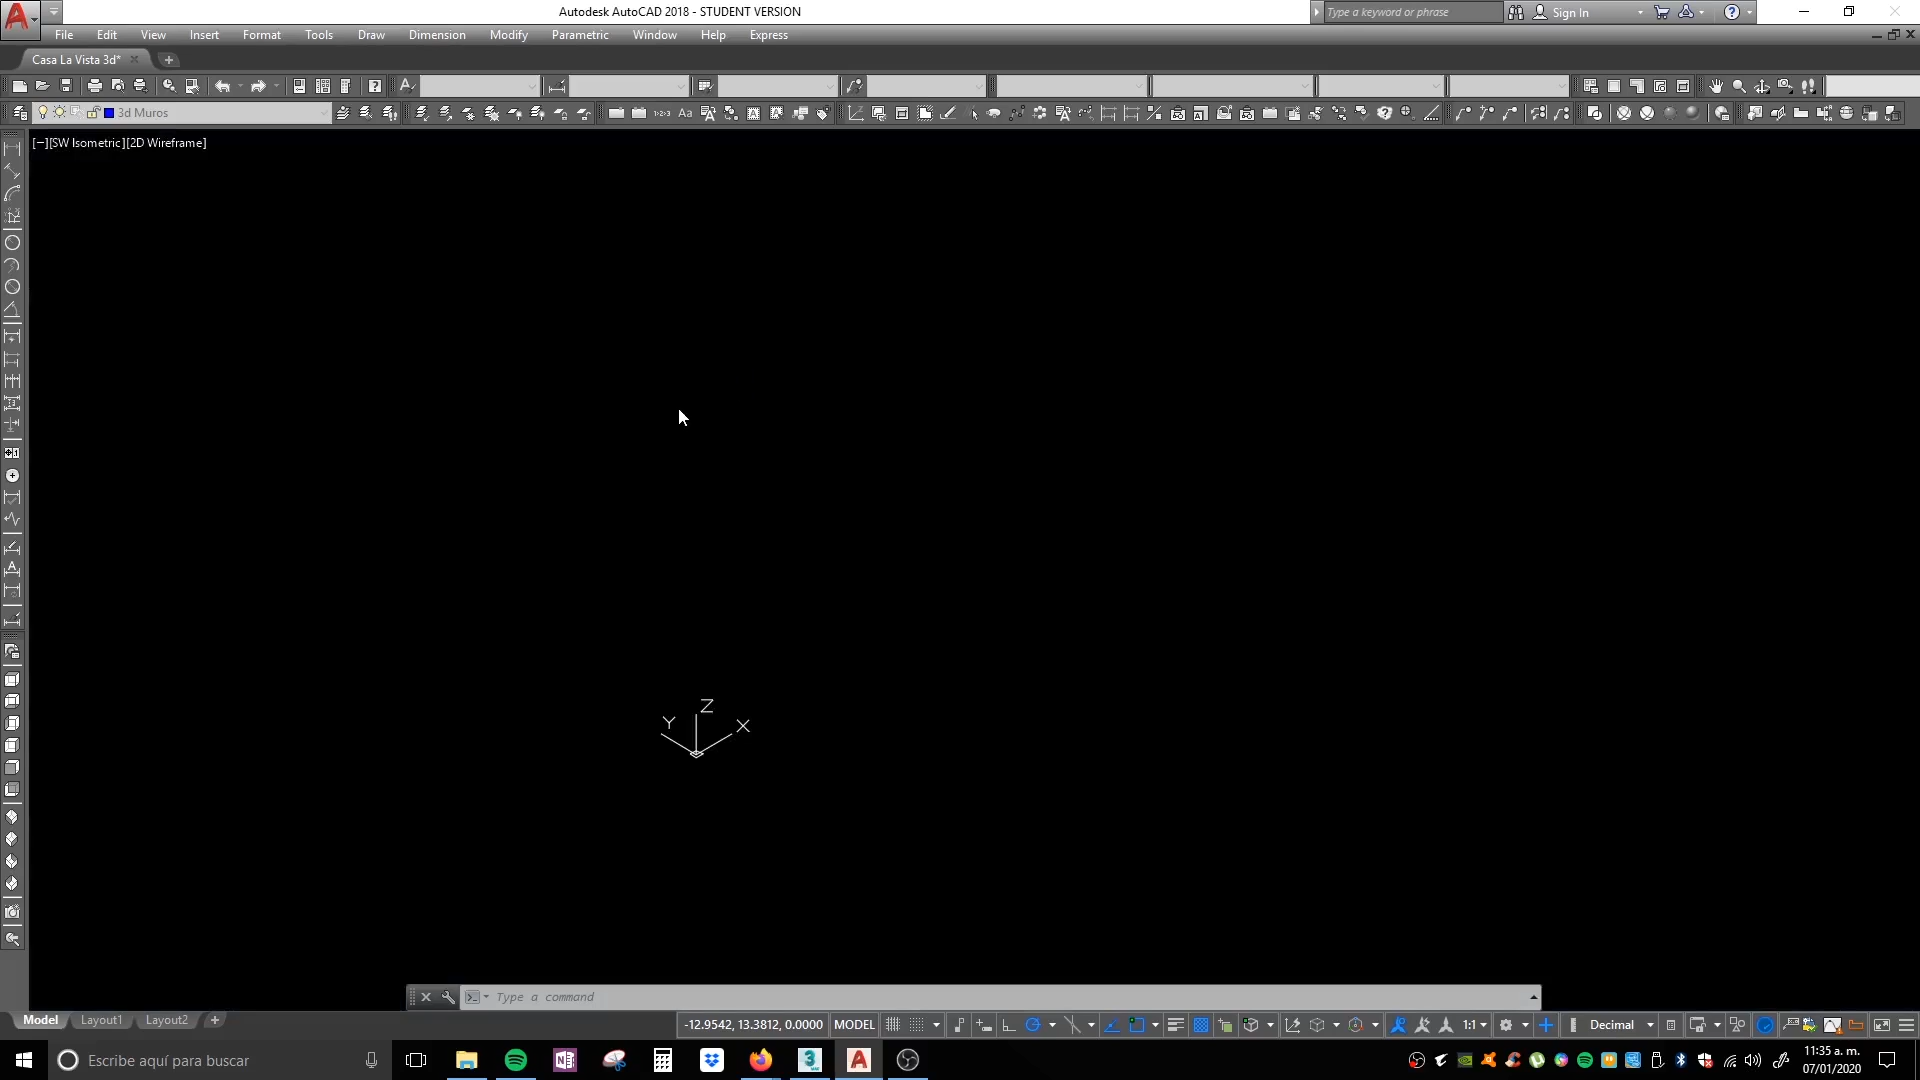 Autodesk AutoCAD 2018 - STUDENT VERSION
Type a keyword or phrase
Sign In
File Edit View Insert Format Tools Draw Dimension Modify Parametric Window Help Express
Casa La Vista 3d*
3d Muros
[−][SW Isometric][2D Wireframe]
Z
Y X
Type a command
Model Layout1 Layout2
-12.9542, 13.3812, 0.0000 MODEL 1:1 Decimal
Escribe aquí para buscar
11:35 a. m.
07/01/2020